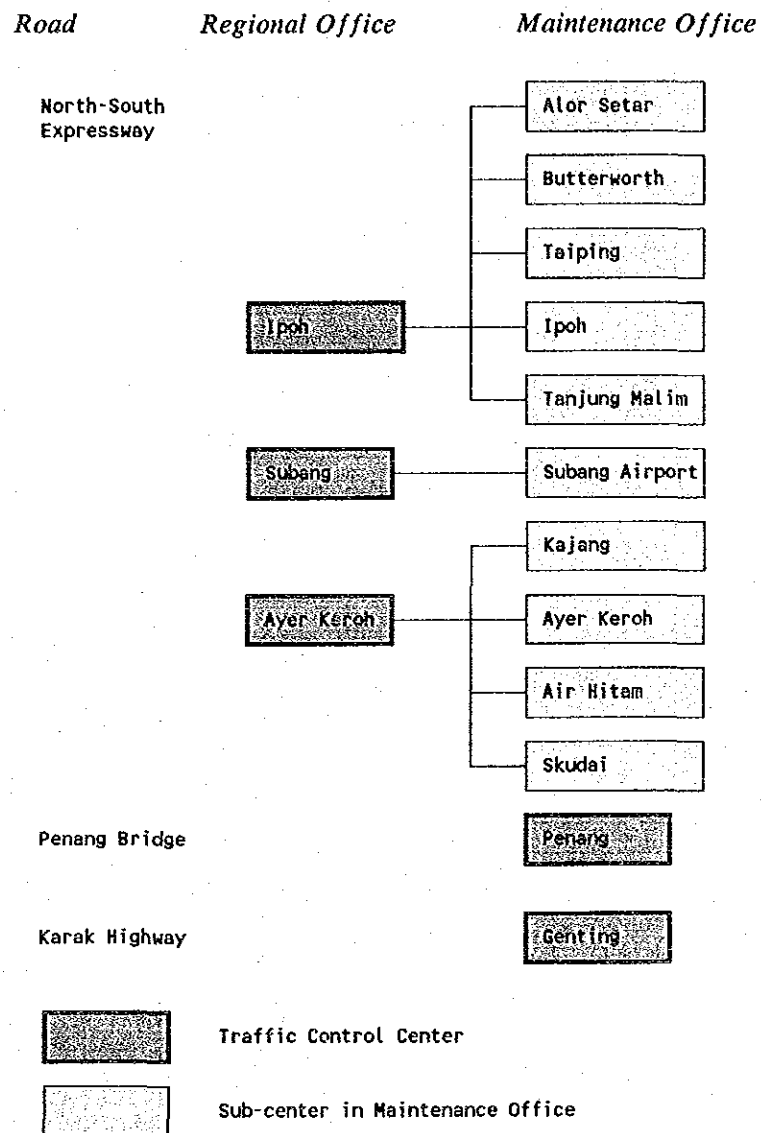 Road Regional Office Maintenance Office
North-South
Expressway
Alor Setar
Butterworth
Taiping
Ipoh
Ipoh
Tanjung Malim
Subang
Subang Airport
Kajang
Ayer Keroh
Ayer Keroh
Air Hitam
Skudai
Penang Bridge
Penang
Karak Highway
Genting
Traffic Control Center
Sub-center in Maintenance Office